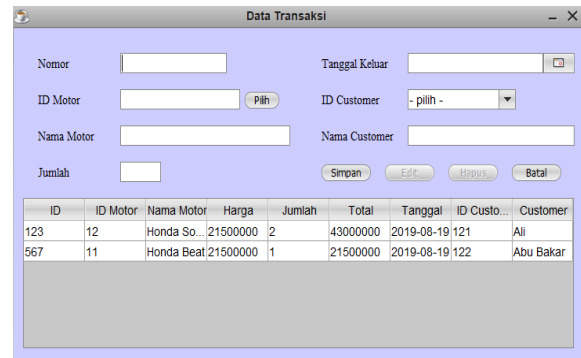 Data Transaksi
Nomor Tanggal Keluar
ID Motor Pilih ID Customer - pilih -
Nama Motor Nama Customer
Jumlah Simpan Edit Hapus Batal
ID ID Motor Nama Motor Harga Jumlah Total Tanggal ID Custo... Customer
123 12 Honda So... 21500000 2 43000000 2019-08-19 121 Ali
567 11 Honda Beat 21500000 1 21500000 2019-08-19 122 Abu Bakar